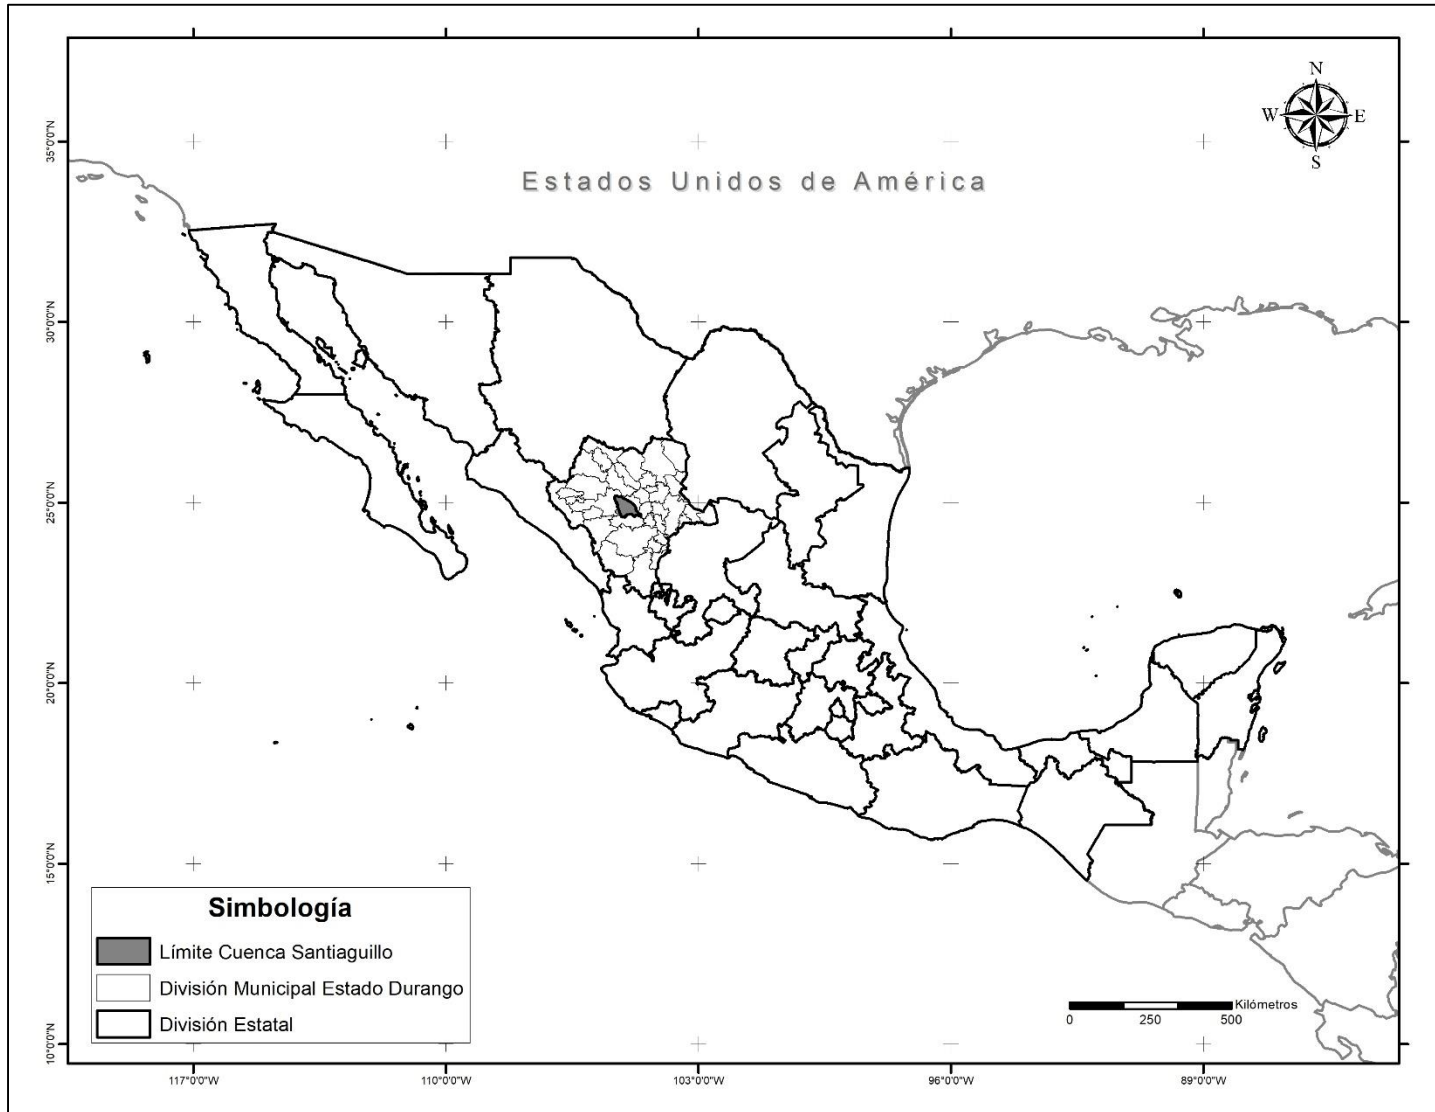 N
W E
S
Estados Unidos de América
35°0'0"N
30°0'0"N
25°0'0"N
20°0'0"N
15°0'0"N
10°0'0"N
Simbología
Límite Cuenca Santiaguillo
División Municipal Estado Durango
División Estatal
Kilómetros
0 250 500
117°0'0"W 110°0'0"W 103°0'0"W 96°0'0"W 89°0'0"W